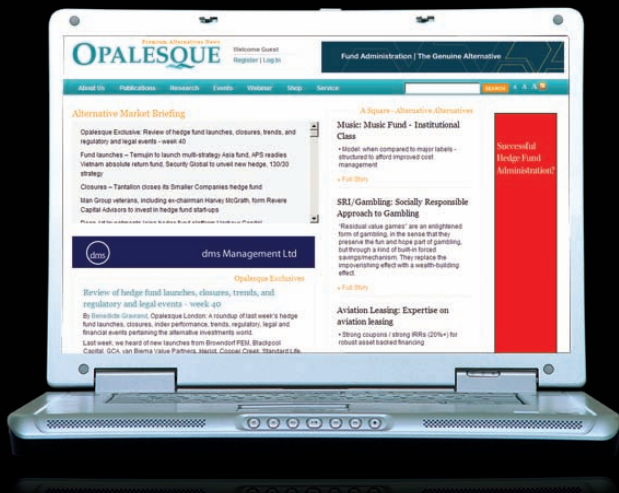 Premium Alternatives News
OPALESQUE
Welcome Guest
Register | Log In
Fund Administration | The Genuine Alternative
About Us Publications Research Events Webinar Shop Service
SEARCH A A A
Alternative Market Briefing
Opalesque Exclusive: Review of hedge fund launches, closures, trends, and
regulatory and legal events - week 40
Fund launches – Temujin to launch multi-strategy Asia fund, APS readies
Vietnam absolute return fund, Security Global to unveil new hedge, 130/30
strategy
Closures – Tantallon closes its Smaller Companies hedge fund
Man Group veterans, including ex-chairman Harvey McGrath, form Revere
Capital Advisors to invest in hedge fund start-ups
dms
dms Management Ltd
Opalesque Exclusives
Review of hedge fund launches, closures, trends, and
regulatory and legal events - week 40
By Benedicte Gravrand, Opalesque London: A roundup of last week's hedge
fund launches, closures, index performance, trends, regulatory, legal and
financial events pertaining the alternative investments world.
Last week, we heard of new launches from Browndorf PEM, Blackpool
Capital, GCA, van Biema Value Partners, Heriot, Cooper Creek, Standard Life,
A Square - Alternative Alternatives
Music: Music Fund - Institutional
Class
• Model: when compared to major labels -
structured to afford improved cost
management
» Full Story
SRI/Gambling: Socially Responsible
Approach to Gambling
"Residual value games" are an enlightened
form of gambling, in the sense that they
preserve the fun and hope part of gambling,
but through a kind of built-in forced
savings/mechanism. They replace the
impoverishing effect with a wealth-building
effect.
» Full Story
Aviation Leasing: Expertise on
aviation leasing
• Strong coupons / strong IRRs (20%+) for
robust asset backed financing
Successful
Hedge Fund
Administration?